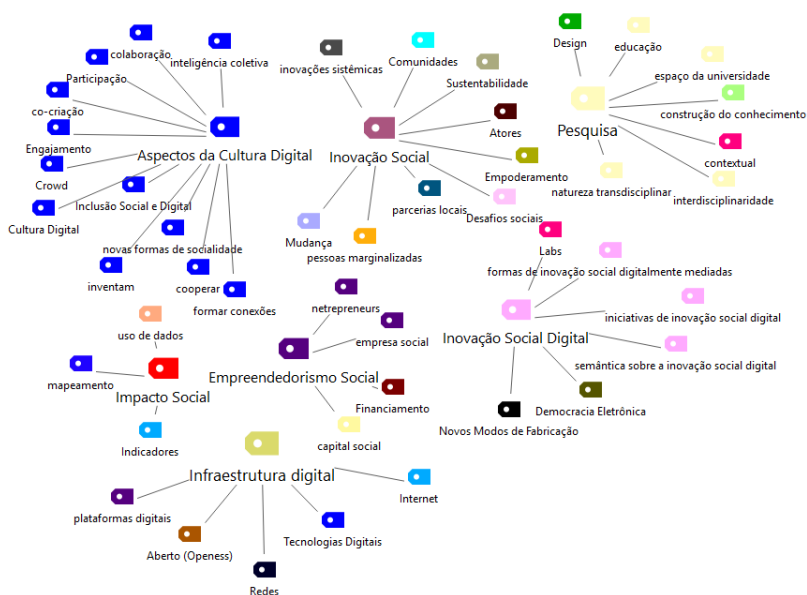 colaboração
inteligência coletiva
Participação
co-criação
Engajamento
Crowd
Cultura Digital
Aspectos da Cultura Digital
Inclusão Social e Digital
novas formas de socialidade
inventam
cooperar
formar conexões
inovações sistêmicas
Comunidades
Sustentabilidade
Atores
Inovação Social
Empoderamento
parcerias locais
Desafios sociais
Mudança
pessoas marginalizadas
Design
educação
espaço da universidade
construção do conhecimento
Pesquisa
contextual
natureza transdisciplinar
interdisciplinaridade
Labs
formas de inovação social digitalmente mediadas
iniciativas de inovação social digital
Inovação Social Digital
semântica sobre a inovação social digital
Democracia Eletrônica
Novos Modos de Fabricação
uso de dados
mapeamento
Impacto Social
Indicadores
netrepreneurs
empresa social
Empreendedorismo Social
Financiamento
capital social
Infraestrutura digital
plataformas digitais
Aberto (Openess)
Redes
Tecnologias Digitais
Internet